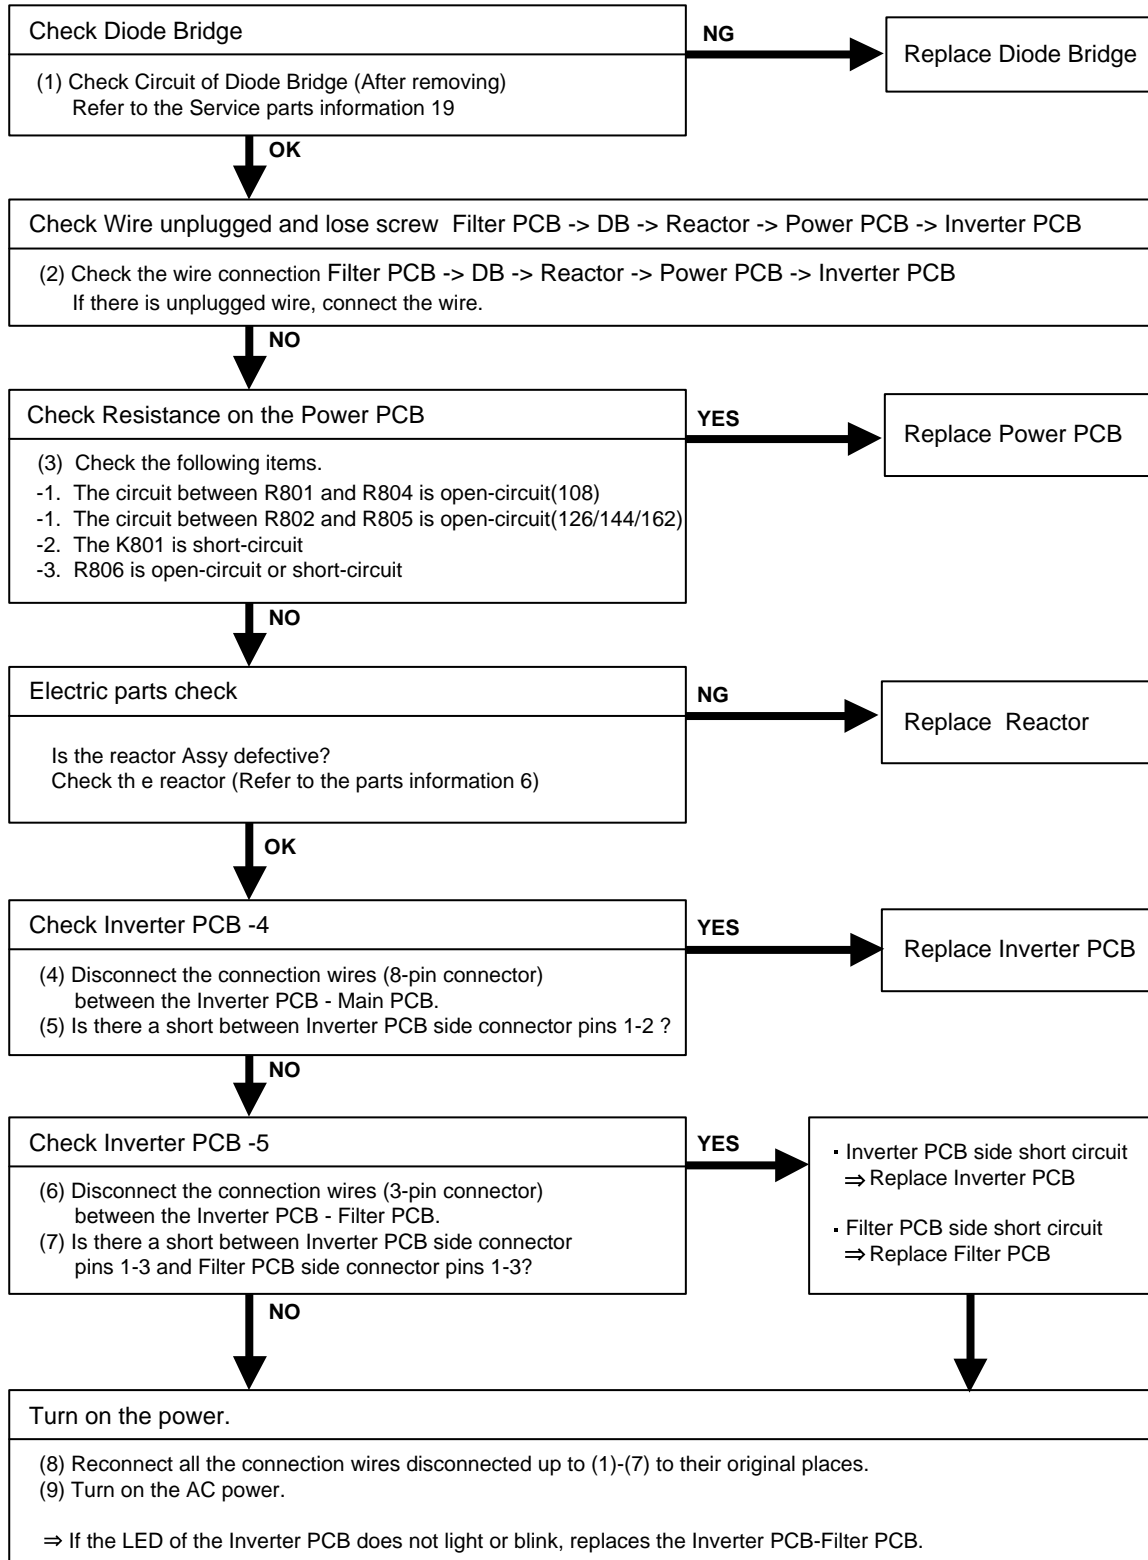 Check Diode Bridge
NG
Replace Diode Bridge
(1) Check Circuit of Diode Bridge (After removing)
Refer to the Service parts information 19
OK
Check Wire unplugged and lose screw Filter PCB -> DB -> Reactor -> Power PCB -> Inverter PCB
(2) Check the wire connection Filter PCB -> DB -> Reactor -> Power PCB -> Inverter PCB
If there is unplugged wire, connect the wire.
NO
Check Resistance on the Power PCB
YES
Replace Power PCB
(3) Check the following items.
-1. The circuit between R801 and R804 is open-circuit(108)
-1. The circuit between R802 and R805 is open-circuit(126/144/162)
-2. The K801 is short-circuit
-3. R806 is open-circuit or short-circuit
NO
Electric parts check
NG
Replace Reactor
Is the reactor Assy defective?
Check th e reactor (Refer to the parts information 6)
OK
Check Inverter PCB -4
YES
Replace Inverter PCB
(4) Disconnect the connection wires (8-pin connector)
between the Inverter PCB - Main PCB.
(5) Is there a short between Inverter PCB side connector pins 1-2 ?
NO
Check Inverter PCB -5
YES
(6) Disconnect the connection wires (3-pin connector)
between the Inverter PCB - Filter PCB.
(7) Is there a short between Inverter PCB side connector
pins 1-3 and Filter PCB side connector pins 1-3?
· Inverter PCB side short circuit
⇒ Replace Inverter PCB
· Filter PCB side short circuit
⇒ Replace Filter PCB
NO
Turn on the power.
(8) Reconnect all the connection wires disconnected up to (1)-(7) to their original places.
(9) Turn on the AC power.
⇒ If the LED of the Inverter PCB does not light or blink, replaces the Inverter PCB-Filter PCB.